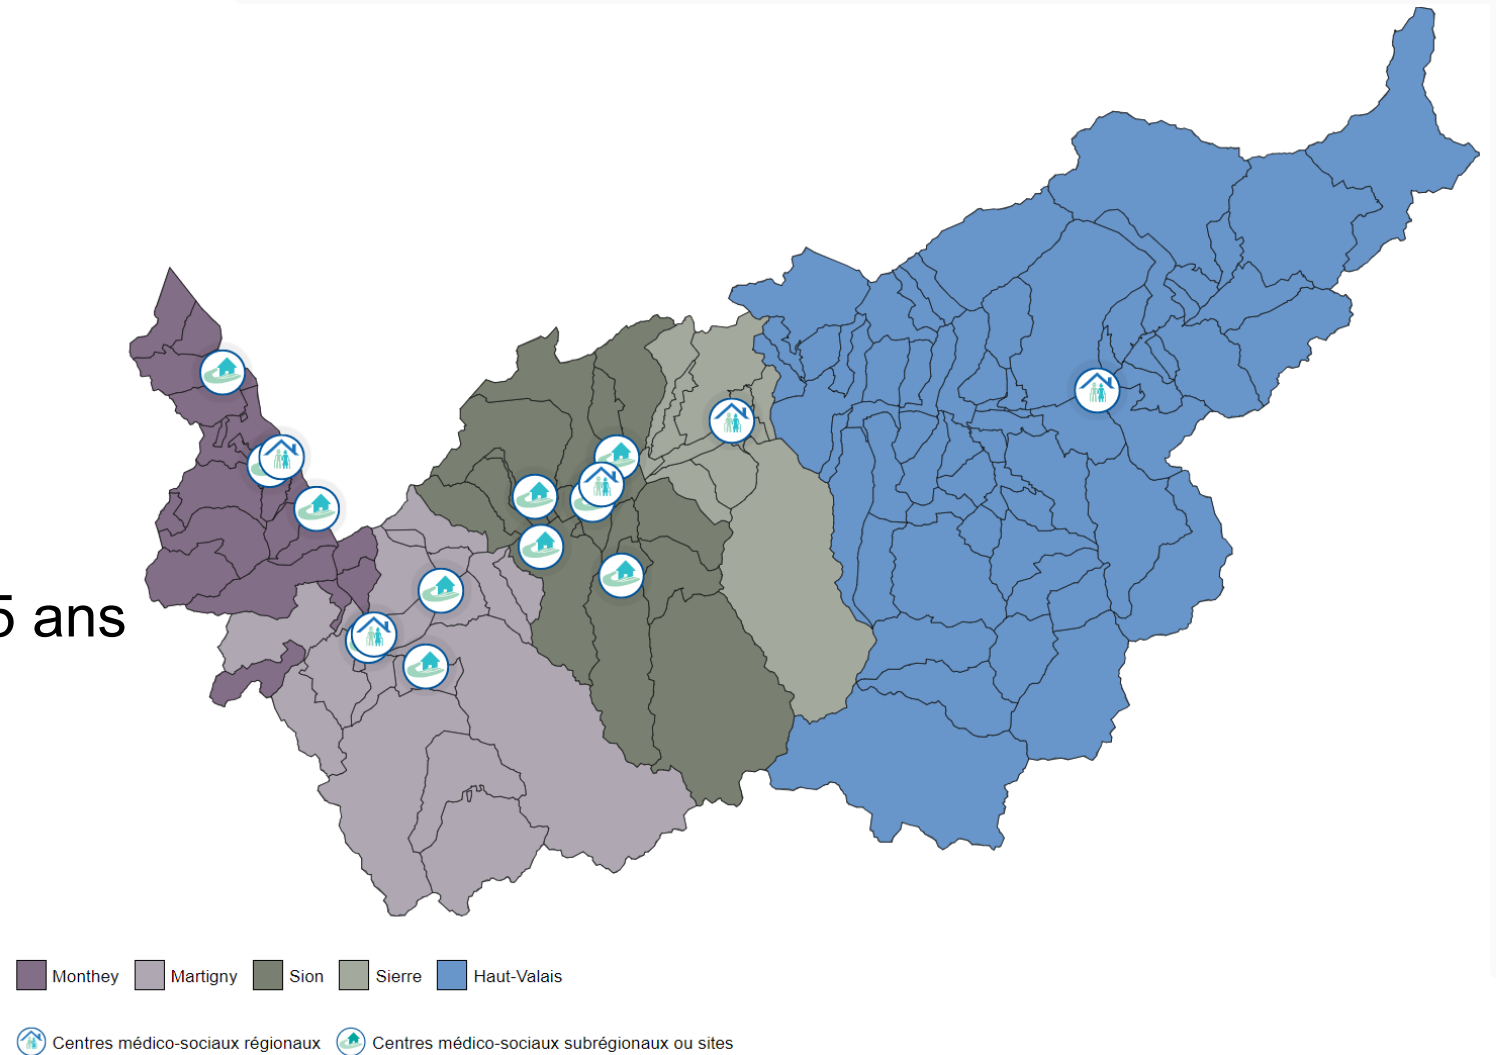 5 ans
Monthey Martigny Sion Sierre Haut-Valais
Centres médico-sociaux régionaux Centres médico-sociaux subrégionaux ou sites